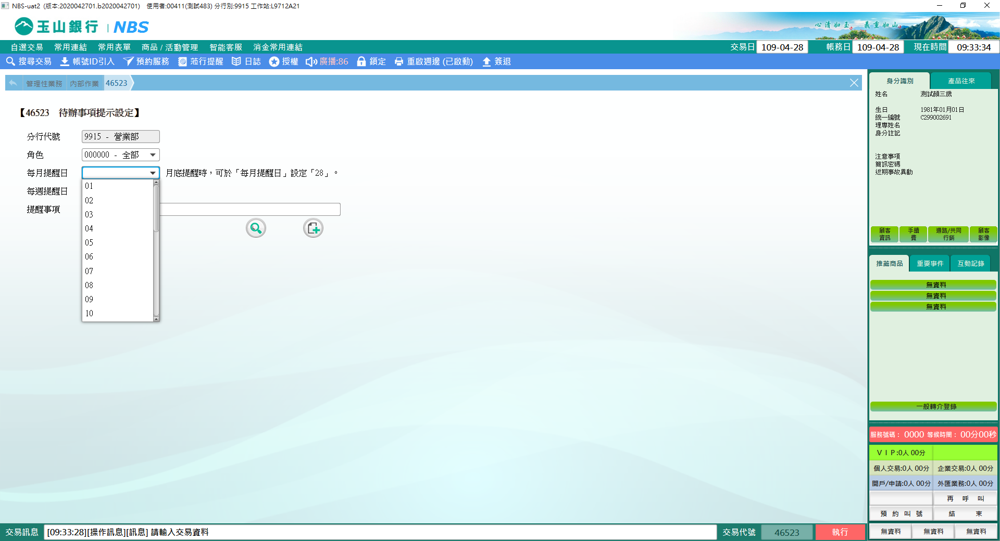 NBS-uat2 (版本:2020042701.b2020042701) 使用者:00411(測試483) 分行別:9915 工作站:L9712A21
玉山銀行 | NBS
心清如玉 義重如山
自選交易 常用連結 常用表單 商品 / 活動管理 智能客服 消金常用連結 交易日 109-04-28 帳務日 109-04-28 現在時間 09:33:34
搜尋交易 帳號ID引入 預約服務 蒞行提醒 日誌 授權 廣播:86 鎖定 重啟週邊 (已啟動) 簽退
管理性業務 內部作業 46523
【46523 待辦事項提示設定】
分行代號 9915 - 營業部
角色 000000 - 全部
每月提醒日 月底提醒時，可於「每月提醒日」設定「28」。
每週提醒日
提醒事項
01
02
03
04
05
06
07
08
09
10
身分識別 產品往來
姓名 測試顏三歲
生日 1981年01月01日
統一編號 C299002691
理專姓名
身分註記
注意事項
簡訊密碼
近期事故異動
顧客資訊 手續費 通路/共同行銷 顧客影像
推薦商品 重要事件 互動記錄
無資料
無資料
無資料
一般轉介登錄
服務號碼： 0000 等候時間： 00分00秒
ＶＩＰ:0人 00分
個人交易:0人 00分 企業交易:0人 00分
開戶/申請:0人 00分 外匯業務:0人 00分
再 呼 叫
預 約 叫 號 結 束
無資料 無資料 無資料
交易訊息 [09:33:28][操作訊息][訊息] 請輸入交易資料 交易代號 46523 執行